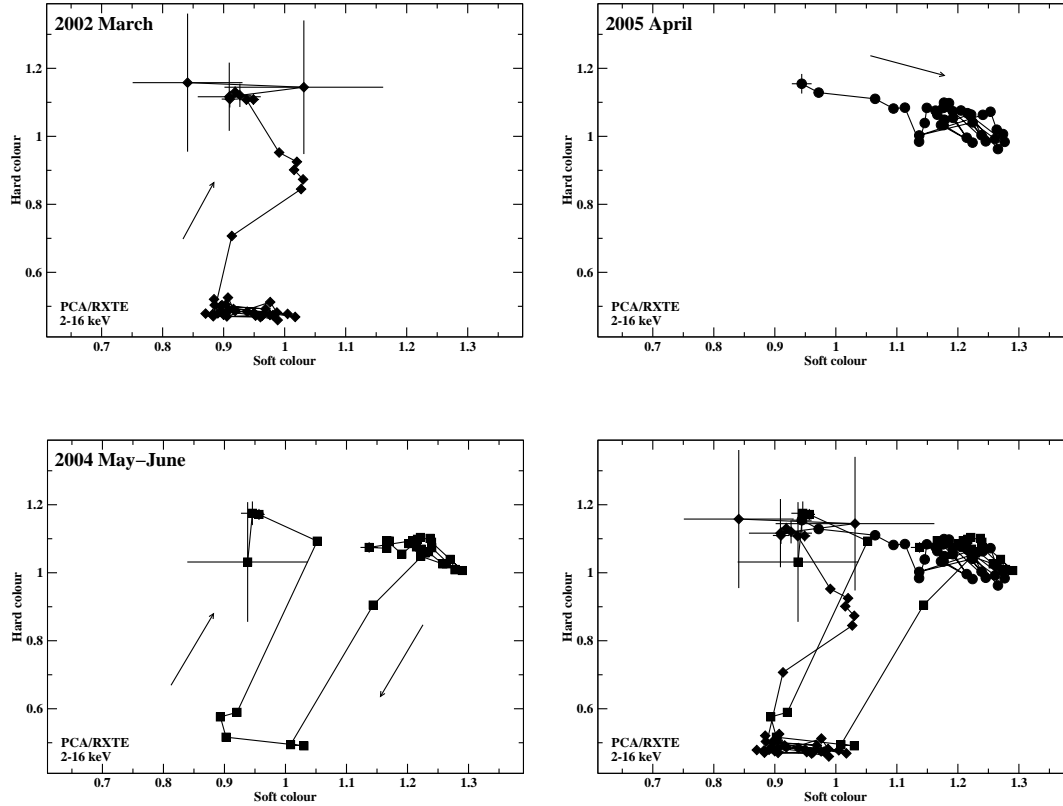 2002 March
Hard colour
1.2
1
0.8
0.6
PCA/RXTE
2-16 keV
0.7 0.8 0.9 1 1.1 1.2 1.3
Soft colour
2005 April
Hard colour
1.2
1
0.8
0.6
PCA/RXTE
2-16 keV
0.7 0.8 0.9 1 1.1 1.2 1.3
Soft colour
2004 May−June
Hard colour
1.2
1
0.8
0.6
PCA/RXTE
2-16 keV
0.7 0.8 0.9 1 1.1 1.2 1.3
Soft colour
Hard colour
1.2
1
0.8
0.6
PCA/RXTE
2-16 keV
0.7 0.8 0.9 1 1.1 1.2 1.3
Soft colour